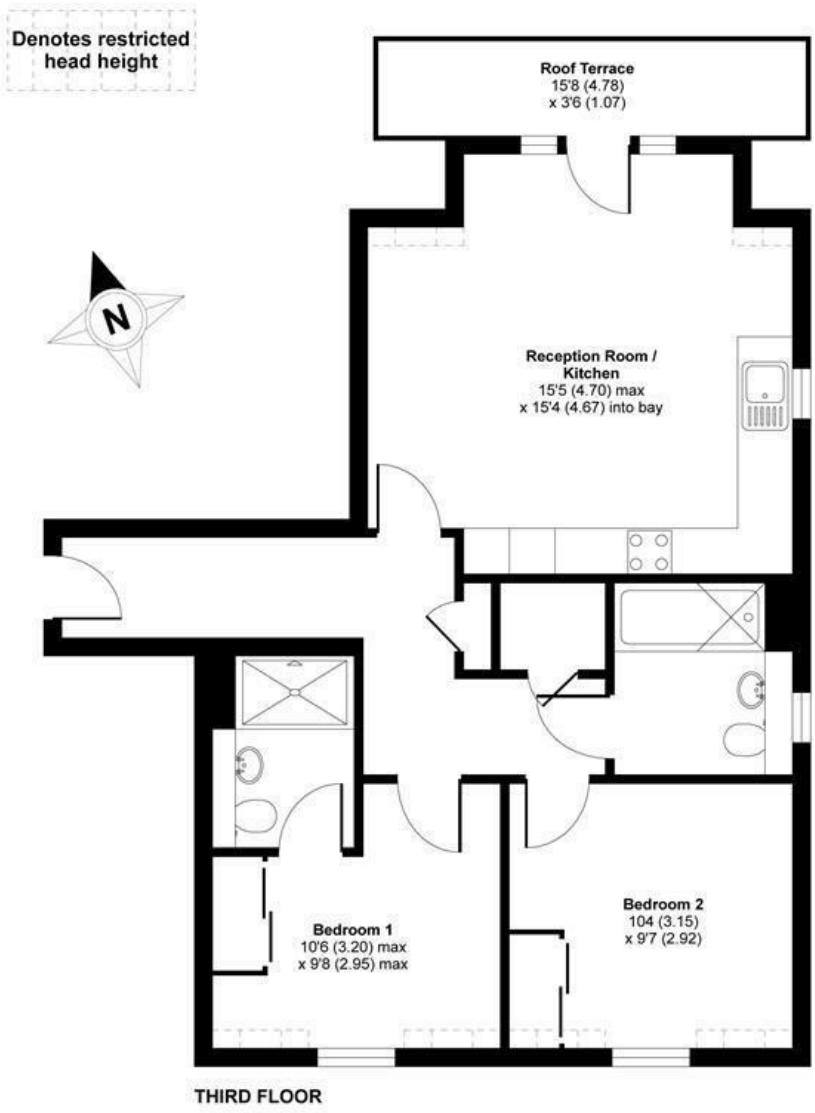 Denotes restricted
head height
Roof Terrace
15'8 (4.78)
x 3'6 (1.07)
N
Reception Room /
Kitchen
15'5 (4.70) max
x 15'4 (4.67) into bay
Bedroom 1
10'6 (3.20) max
x 9'8 (2.95) max
Bedroom 2
104 (3.15)
x 9'7 (2.92)
THIRD FLOOR